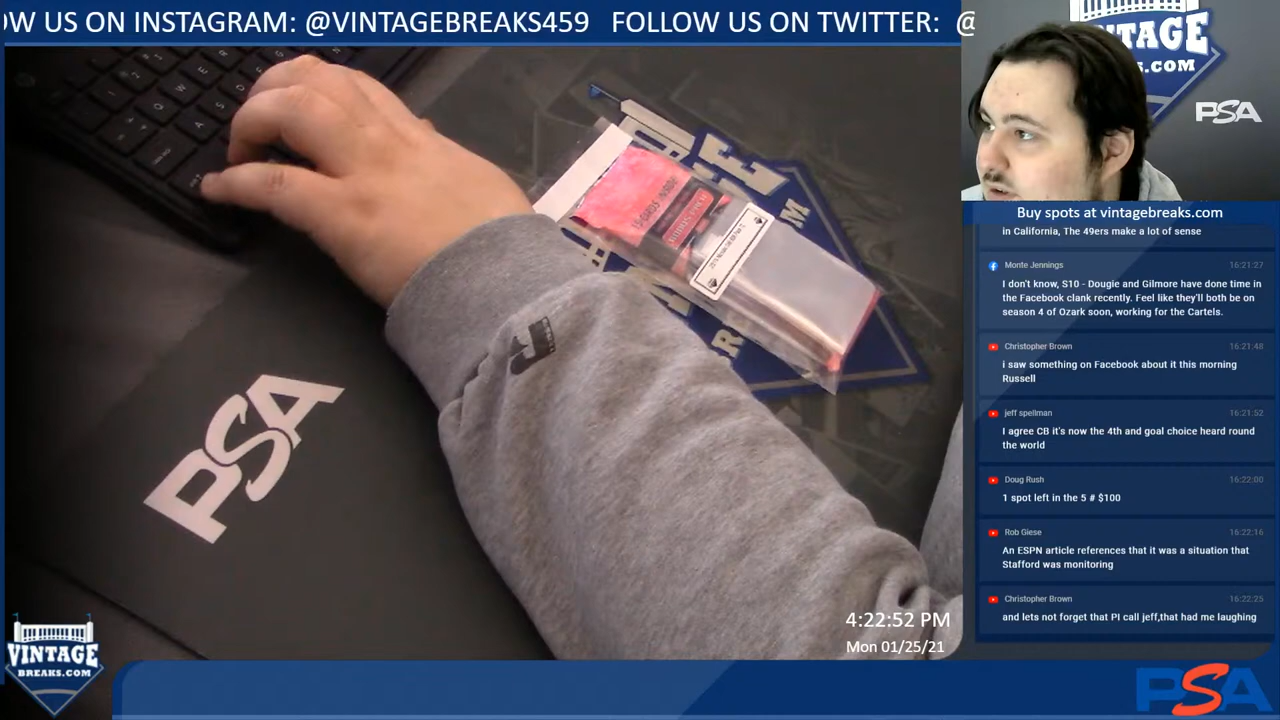 OW US ON INSTAGRAM: @VINTAGEBREAKS459 FOLLOW US ON TWITTER: @
TAGE
S.COM
PSA
Buy spots at vintagebreaks.com
in California, The 49ers make a lot of sense
Monte Jennings 16:21:27
I don't know, S10 - Dougie and Gilmore have done time in
the Facebook clank recently. Feel like they'll both be on
season 4 of Ozark soon, working for the Cartels.
Christopher Brown 16:21:48
i saw something on Facebook about it this morning
Russell
jeff spellman 16:21:52
I agree CB it's now the 4th and goal choice heard round
the world
Doug Rush 16:22:00
1 spot left in the 5 # $100
Rob Giese 16:22:16
An ESPN article references that it was a situation that
Stafford was monitoring
Christopher Brown 16:22:25
and lets not forget that PI call jeff,that had me laughing
15 CARDS INSIDE
PSA
4:22:52 PM
Mon 01/25/21
VINTAGE
BREAKS.COM
PSA